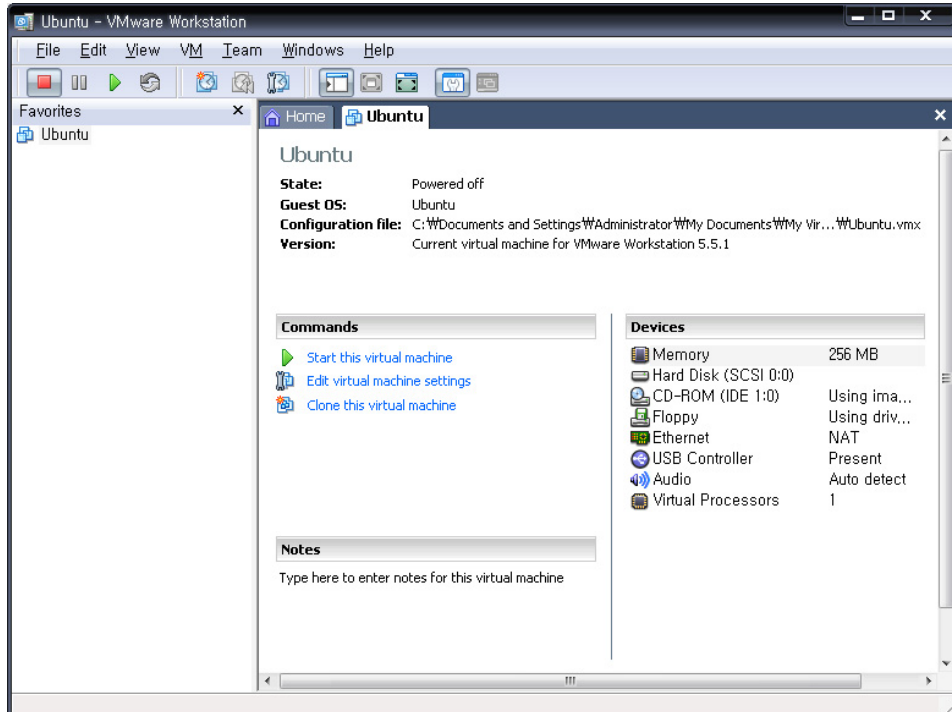 Ubuntu - VMware Workstation
File Edit View VM Team Windows Help
Favorites
Ubuntu
Home Ubuntu
Ubuntu
State: Powered off
Guest OS: Ubuntu
Configuration file: C:₩Documents and Settings₩Administrator₩My Documents₩My Vir...₩Ubuntu.vmx
Version: Current virtual machine for VMware Workstation 5.5.1
Commands
Start this virtual machine
Edit virtual machine settings
Clone this virtual machine
Notes
Type here to enter notes for this virtual machine
Devices
Memory 256 MB
Hard Disk (SCSI 0:0)
CD-ROM (IDE 1:0) Using ima...
Floppy Using driv...
Ethernet NAT
USB Controller Present
Audio Auto detect
Virtual Processors 1